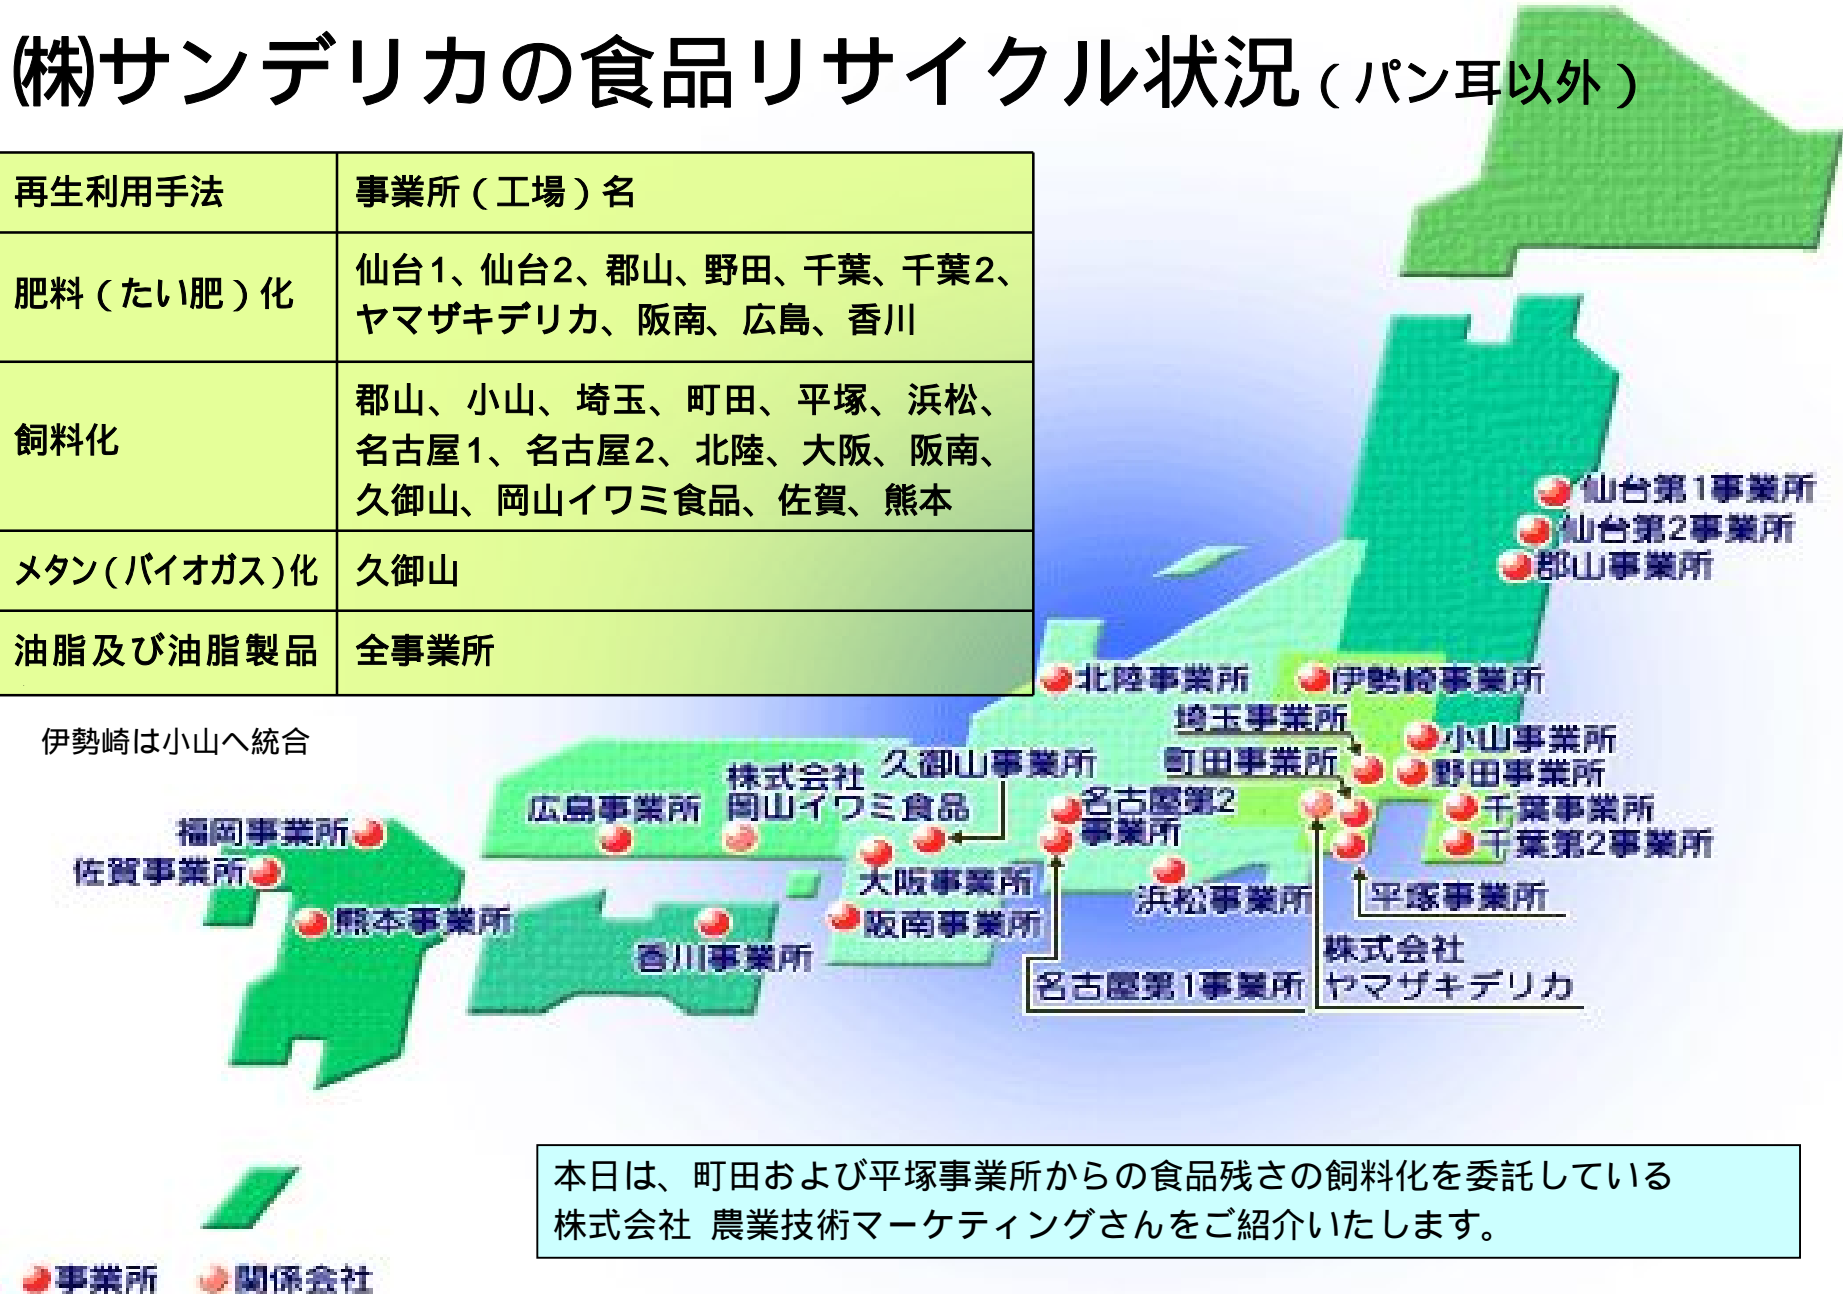 ㈱サンデリカの食品リサイクル状況(パン耳以外)
再生利用手法
事業所(工場)名
肥料(たい肥)化
仙台1、仙台2、郡山、野田、千葉、千葉2、
ヤマザキデリカ、阪南、広島、香川
飼料化
郡山、小山、埼玉、町田、平塚、浜松、
名古屋1、名古屋2、北陸、大阪、阪南、
久御山、岡山イワミ食品、佐賀、熊本
メタン(バイオガス)化
久御山
油脂及び油脂製品
全事業所
伊勢崎は小山へ統合
仙台第1事業所
仙台第2事業所
郡山事業所
北陸事業所
伊勢崎事業所
埼玉事業所
小山事業所
町田事業所
野田事業所
久御山事業所
株式会社
岡山イワミ食品
広島事業所
名古屋第2
事業所
千葉事業所
千葉第2事業所
福岡事業所
佐賀事業所
熊本事業所
大阪事業所
阪南事業所
浜松事業所
平塚事業所
香川事業所
名古屋第1事業所
株式会社
ヤマザキデリカ
本日は、町田および平塚事業所からの食品残さの飼料化を委託している
株式会社 農業技術マーケティングさんをご紹介いたします。
事業所
関係会社